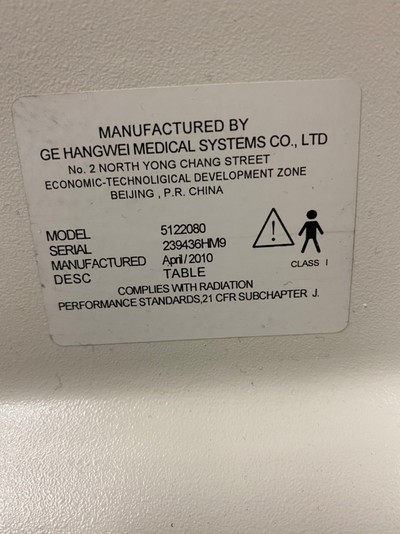 MANUFACTURED BY
GE HANGWEI MEDICAL SYSTEMS CO., LTD
No. 2 NORTH YONG CHANG STREET
ECONOMIC-TECHNOLIGICAL DEVELOPMENT ZONE
BEIJING , P.R. CHINA
MODEL 5122080
SERIAL 239436HM9
MANUFACTURED April/2010
DESC TABLE
CLASS I
COMPLIES WITH RADIATION
PERFORMANCE STANDARDS,21 CFR SUBCHAPTER J.